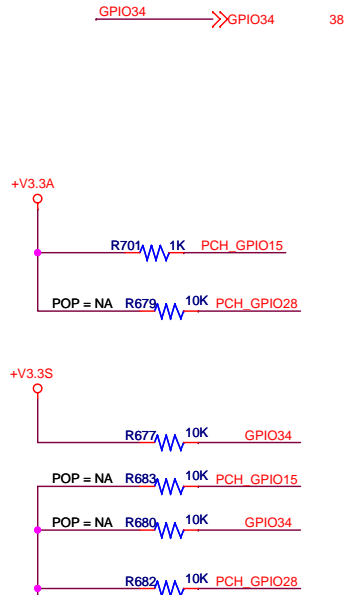 GPIO34 GPIO34 38
+V3.3A
R701 1K PCH_GPIO15
POP = NA R679 10K PCH_GPIO28
+V3.3S
R677 10K GPIO34
POP = NA R683 10K PCH_GPIO15
POP = NA R680 10K GPIO34
R682 10K PCH_GPIO28